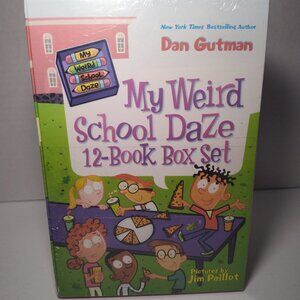 New York Times Bestselling Author
Dan Gutman
My
Weird
School
Daze
My Weird
School Daze
12-Book Box Set
Pictures by
Jim Paillot